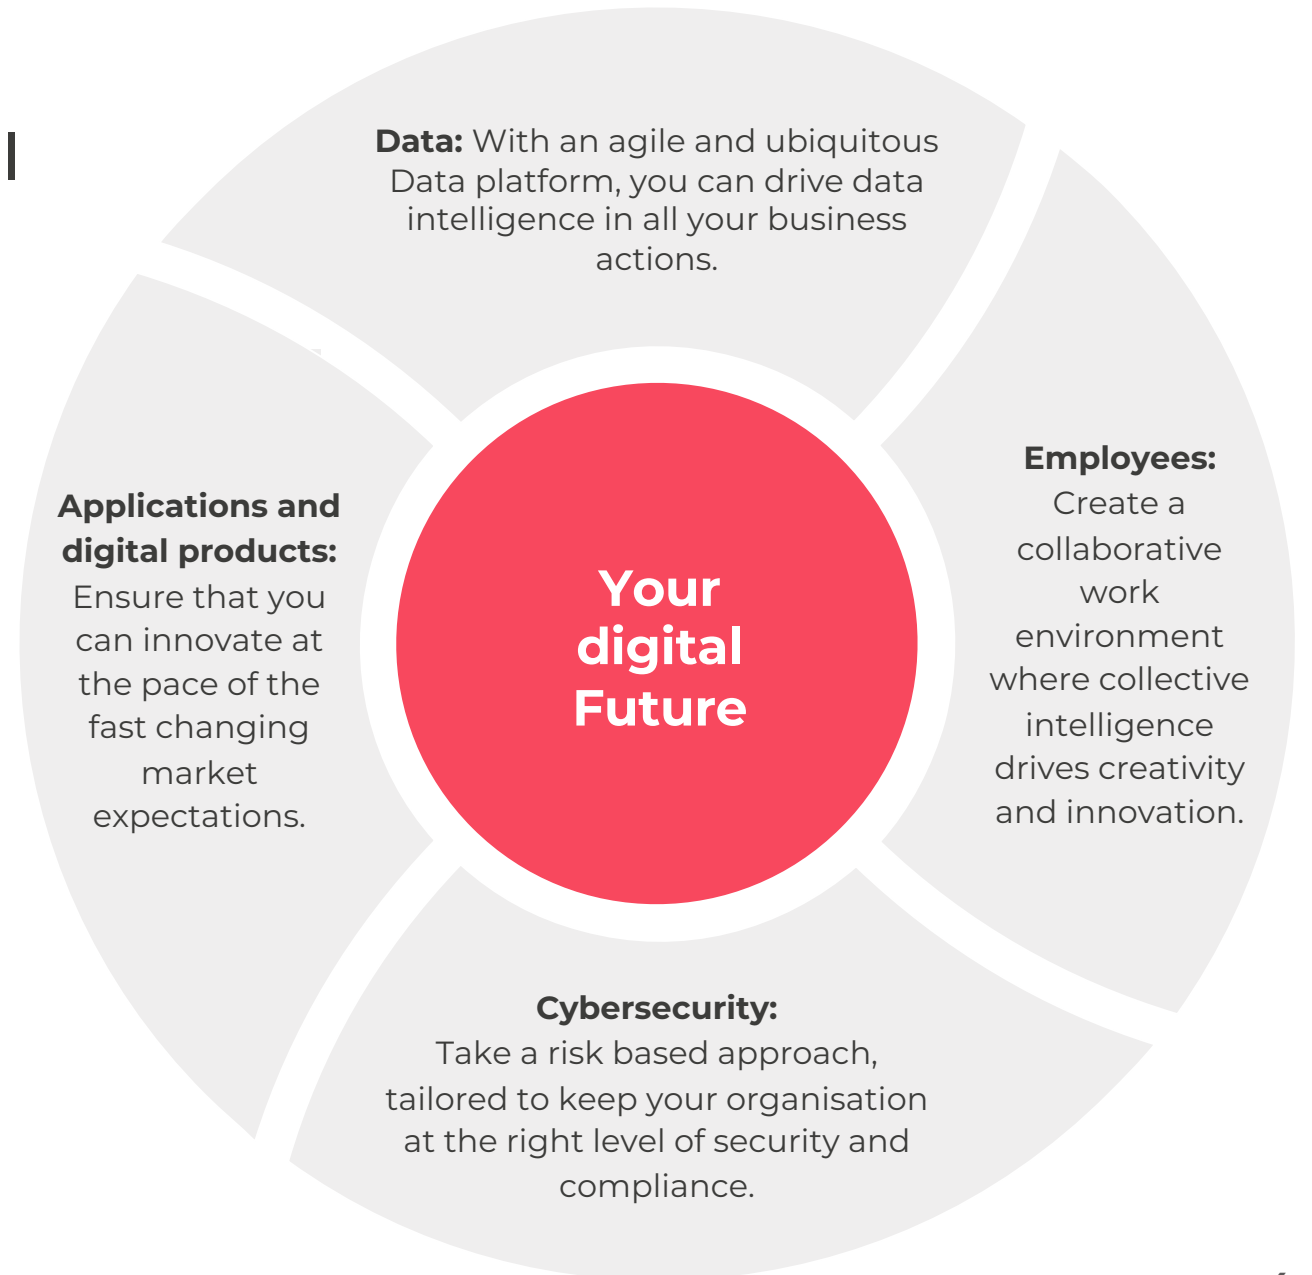 Data: With an agile and ubiquitous
Data platform, you can drive data
intelligence in all your business
actions.
Employees:
Create a
collaborative
work
environment
where collective
intelligence
drives creativity
and innovation.
Applications and
digital products:
Ensure that you
can innovate at
the pace of the
fast changing
market
expectations.
Your
digital
Future
Cybersecurity:
Take a risk based approach,
tailored to keep your organisation
at the right level of security and
compliance.